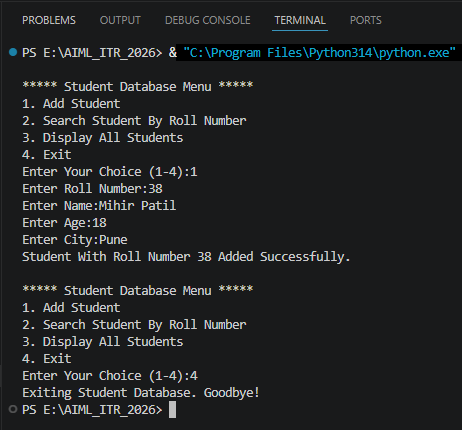 PROBLEMS OUTPUT DEBUG CONSOLE TERMINAL PORTS
PS E:\AIML_ITR_2026> & "C:\Program Files\Python314\python.exe"
***** Student Database Menu *****
1. Add Student
2. Search Student By Roll Number
3. Display All Students
4. Exit
Enter Your Choice (1-4):1
Enter Roll Number:38
Enter Name:Mihir Patil
Enter Age:18
Enter City:Pune
Student With Roll Number 38 Added Successfully.
***** Student Database Menu *****
1. Add Student
2. Search Student By Roll Number
3. Display All Students
4. Exit
Enter Your Choice (1-4):4
Exiting Student Database. Goodbye!
PS E:\AIML_ITR_2026>